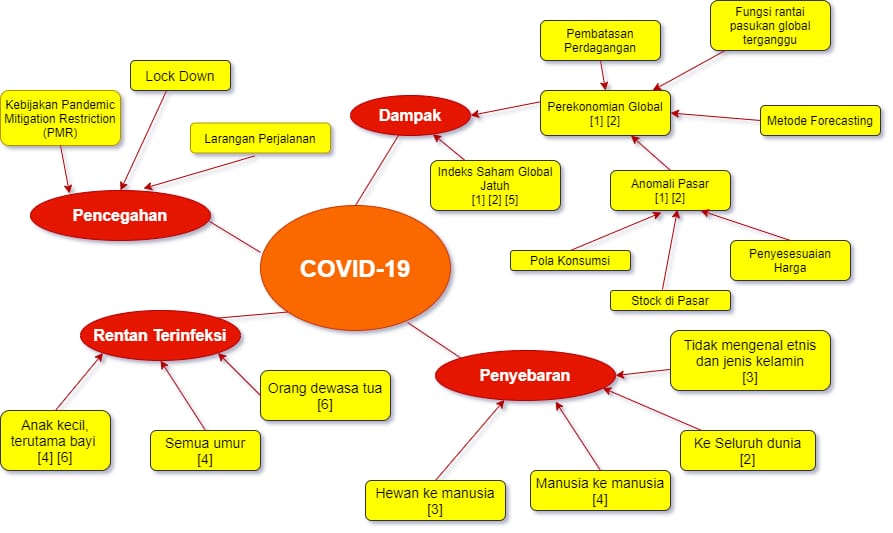 Fungsi rantai
pasukan global
terganggu
Pembatasan
Perdagangan
Lock Down
Kebijakan Pandemic
Mitigation Restriction
(PMR)
Larangan Perjalanan
Pencegahan
Dampak
Perekonomian Global
[1] [2]
Metode Forecasting
Indeks Saham Global
Jatuh
[1] [2] [5]
Anomali Pasar
[1] [2]
Pola Konsumsi
Penyesesuaian
Harga
Stock di Pasar
COVID-19
Rentan Terinfeksi
Anak kecil,
terutama bayi
[4] [6]
Semua umur
[4]
Orang dewasa tua
[6]
Penyebaran
Tidak mengenal etnis
dan jenis kelamin
[3]
Ke Seluruh dunia
[2]
Hewan ke manusia
[3]
Manusia ke manusia
[4]